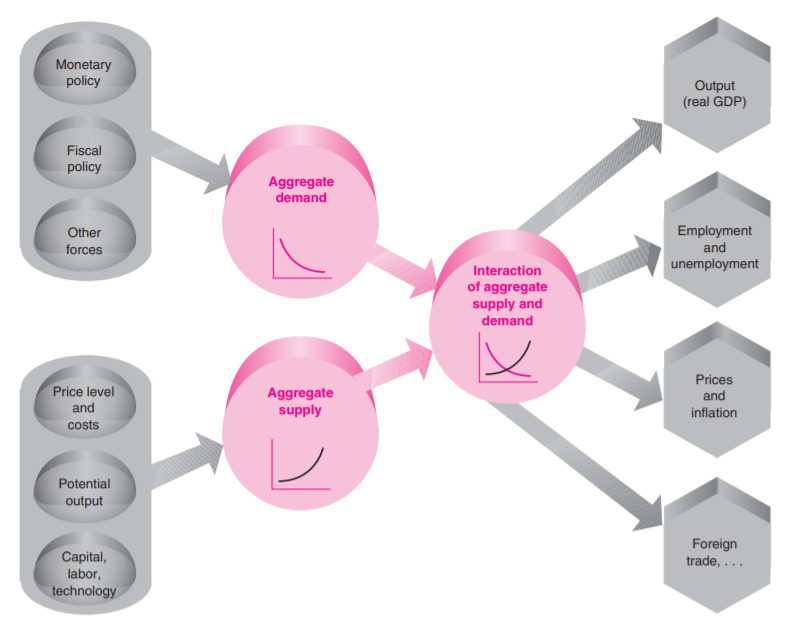 Monetary
policy
Fiscal
policy
Other
forces
Price level
and
costs
Potential
output
Capital,
labor,
technology
Aggregate
demand
Aggregate
supply
Interaction
of aggregate
supply and
demand
Output
(real GDP)
Employment
and
unemployment
Prices
and
inflation
Foreign
trade, . . .